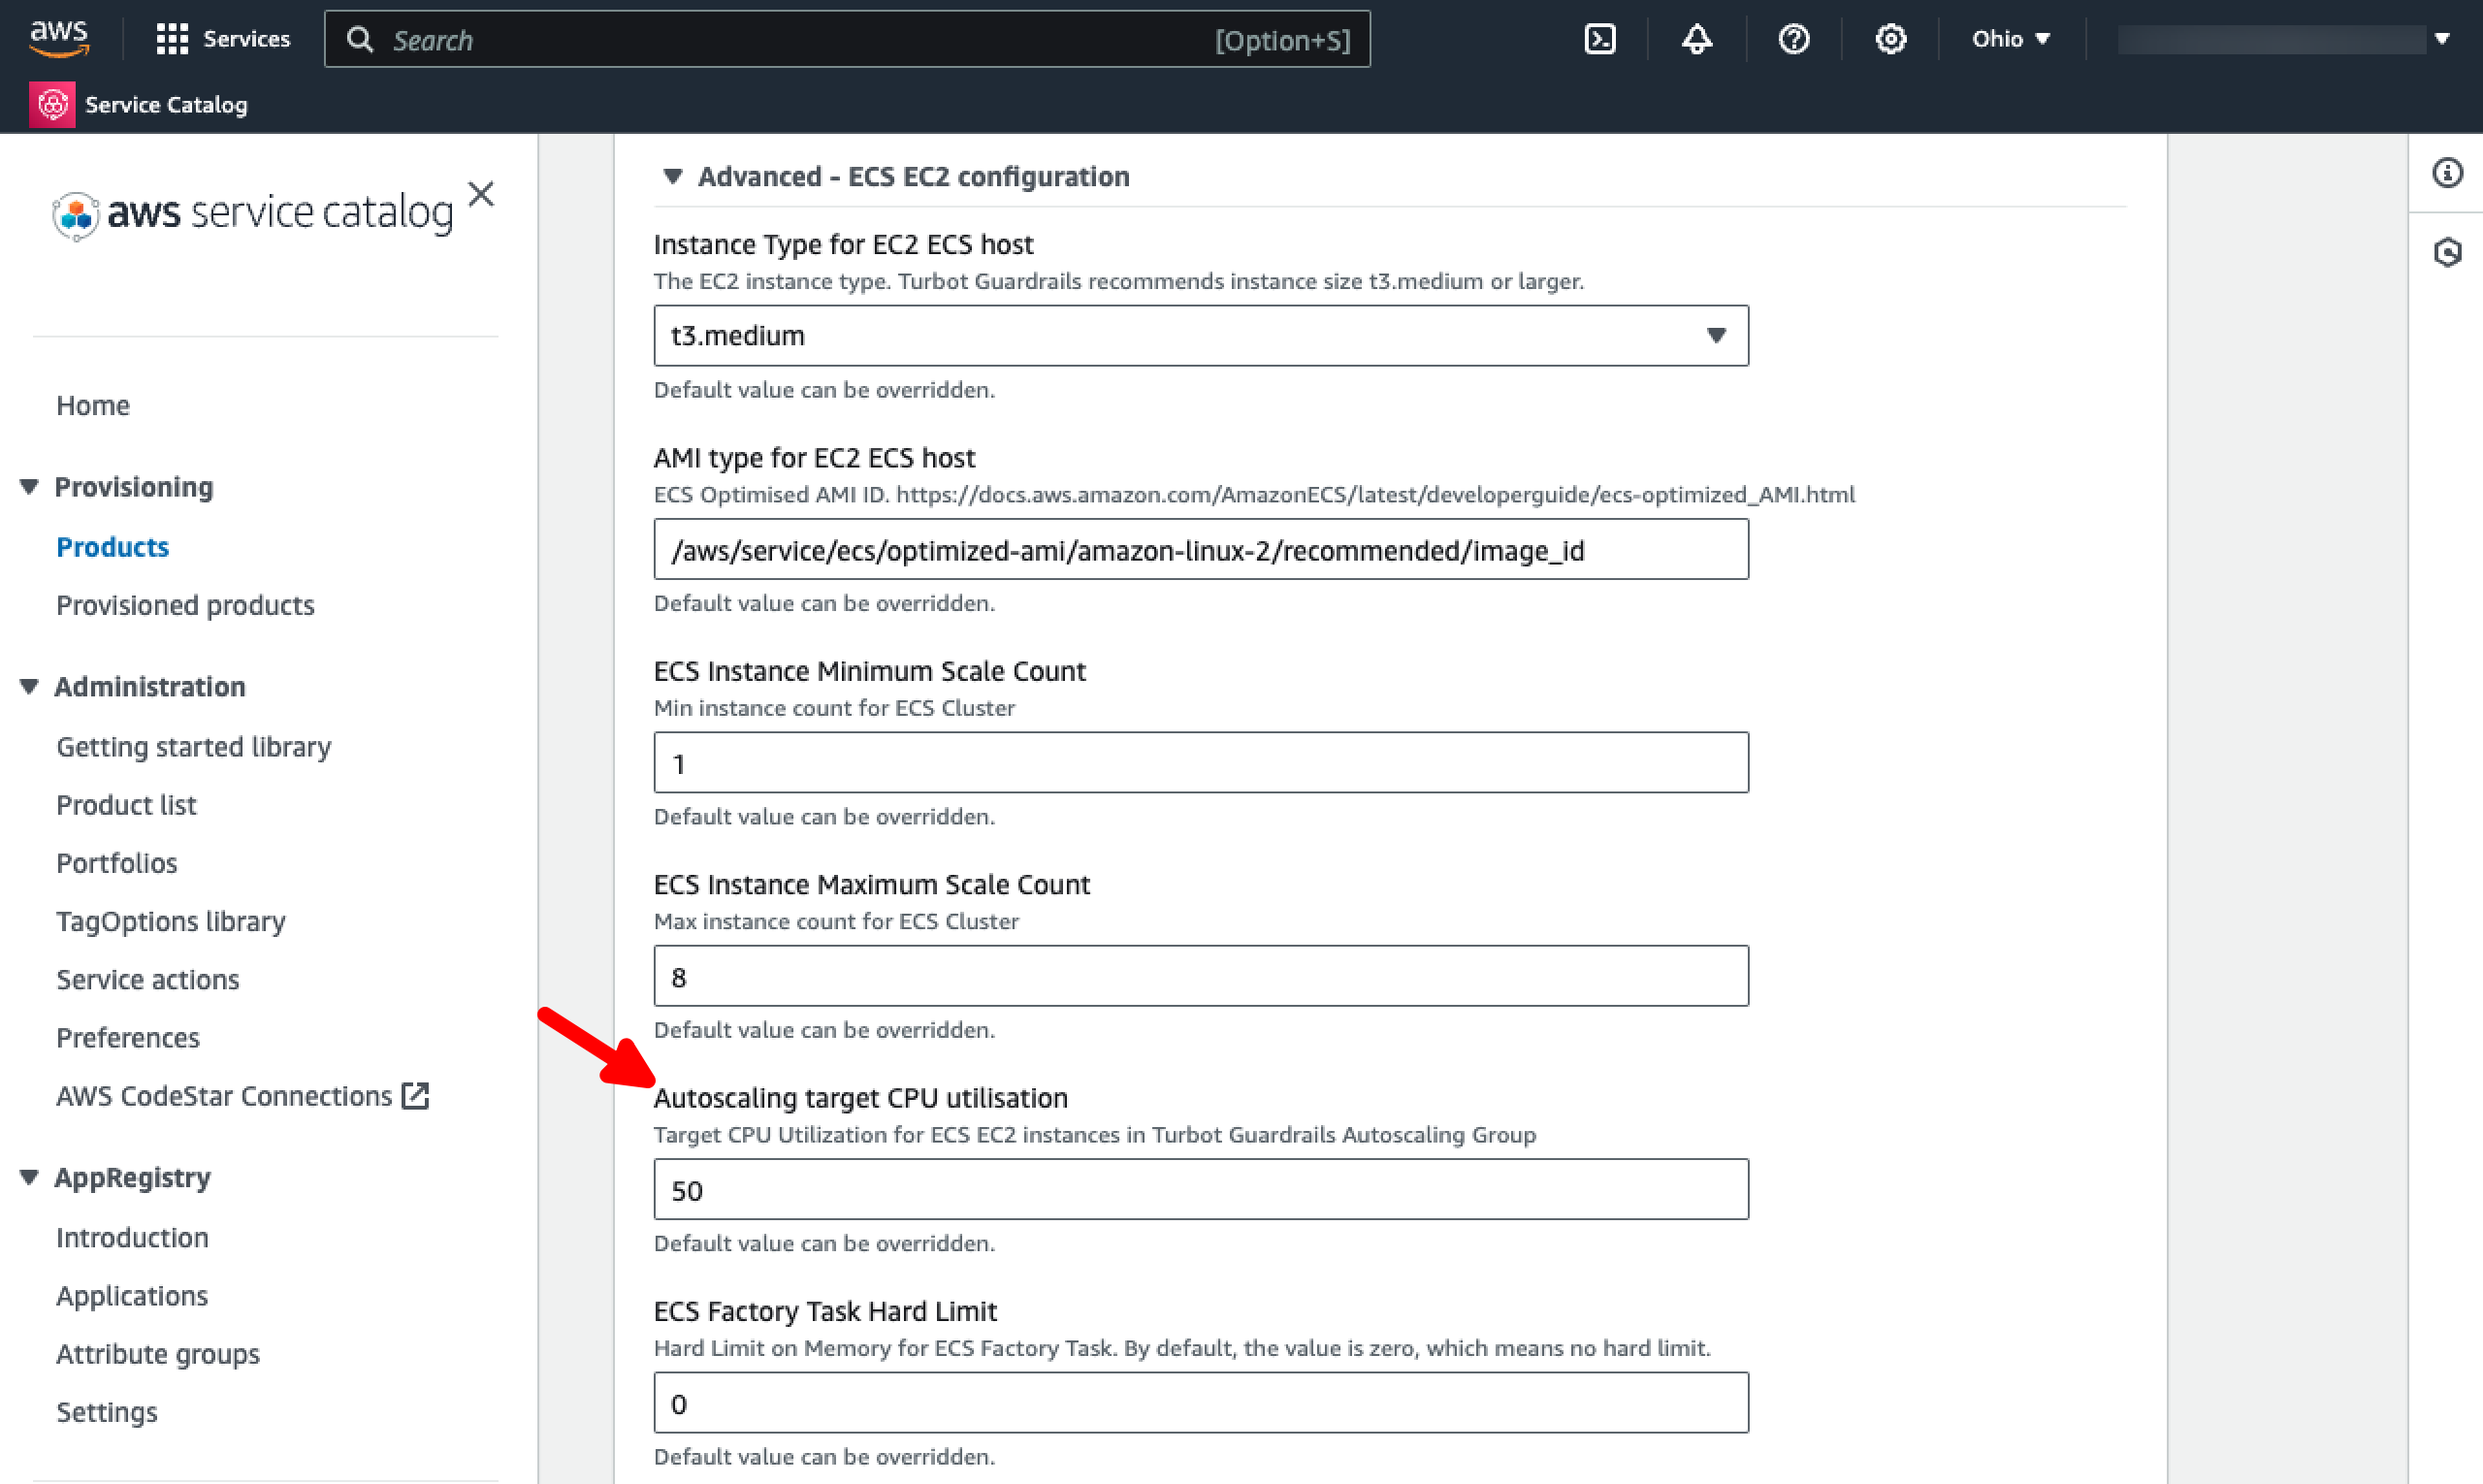 aws
Services
Search
[Option+S]
Ohio
Service Catalog
aws service catalog
Home
Provisioning
Products
Provisioned products
Administration
Getting started library
Product list
Portfolios
TagOptions library
Service actions
Preferences
AWS CodeStar Connections
AppRegistry
Introduction
Applications
Attribute groups
Settings
Advanced - ECS EC2 configuration
Instance Type for EC2 ECS host
The EC2 instance type. Turbot Guardrails recommends instance size t3.medium or larger.
t3.medium
Default value can be overridden.
AMI type for EC2 ECS host
ECS Optimised AMI ID. https://docs.aws.amazon.com/AmazonECS/latest/developerguide/ecs-optimized_AMI.html
/aws/service/ecs/optimized-ami/amazon-linux-2/recommended/image_id
Default value can be overridden.
ECS Instance Minimum Scale Count
Min instance count for ECS Cluster
1
Default value can be overridden.
ECS Instance Maximum Scale Count
Max instance count for ECS Cluster
8
Default value can be overridden.
Autoscaling target CPU utilisation
Target CPU Utilization for ECS EC2 instances in Turbot Guardrails Autoscaling Group
50
Default value can be overridden.
ECS Factory Task Hard Limit
Hard Limit on Memory for ECS Factory Task. By default, the value is zero, which means no hard limit.
0
Default value can be overridden.